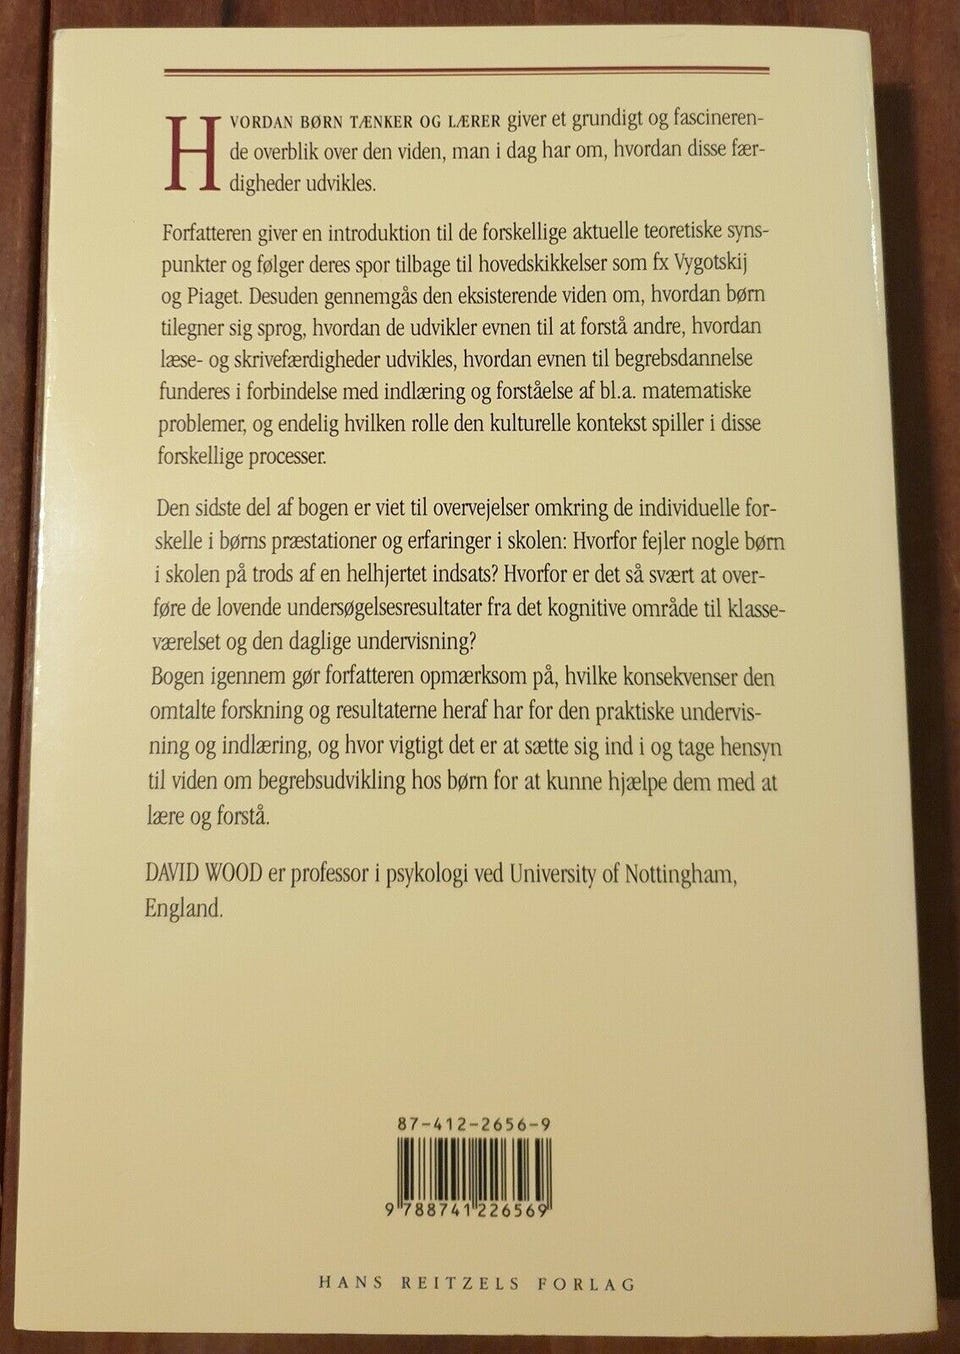 HVORDAN BØRN TÆNKER OG LÆRER giver et grundigt og fascineren-
de overblik over den viden, man i dag har om, hvordan disse fær-
digheder udvikles.
Forfatteren giver en introduktion til de forskellige aktuelle teoretiske syns-
punkter og følger deres spor tilbage til hovedskikkelser som fx Vygotskij
og Piaget. Desuden gennemgås den eksisterende viden om, hvordan børn
tilegner sig sprog, hvordan de udvikler evnen til at forstå andre, hvordan
læse- og skrivefærdigheder udvikles, hvordan evnen til begrebsdannelse
funderes i forbindelse med indlæring og forståelse af bl.a. matematiske
problemer, og endelig hvilken rolle den kulturelle kontekst spiller i disse
forskellige processer.
Den sidste del af bogen er viet til overvejelser omkring de individuelle for-
skelle i børns præstationer og erfaringer i skolen: Hvorfor fejler nogle børn
i skolen på trods af en helhjertet indsats? Hvorfor er det så svært at over-
føre de lovende undersøgelsesresultater fra det kognitive område til klasse-
værelset og den daglige undervisning?
Bogen igennem gør forfatteren opmærksom på, hvilke konsekvenser den
omtalte forskning og resultaterne heraf har for den praktiske undervis-
ning og indlæring, og hvor vigtigt det er at sætte sig ind i og tage hensyn
til viden om begrebsudvikling hos børn for at kunne hjælpe dem med at
lære og forstå.
DAVID WOOD er professor i psykologi ved University of Nottingham,
England.
87-412-2656-9
9 788741 226569
HANS REITZELS FORLAG